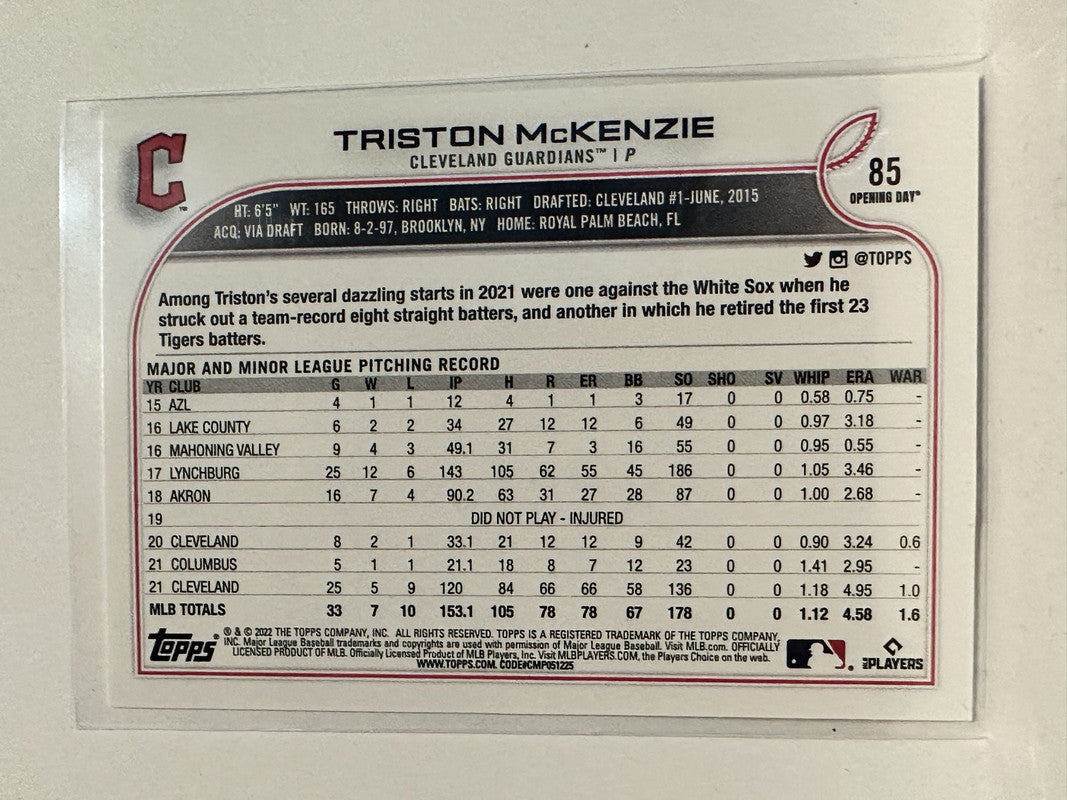 C
TRISTON McKENZIE
CLEVELAND GUARDIANS™ | P
85
OPENING DAY®
HT: 6'5" WT: 165 THROWS: RIGHT BATS: RIGHT DRAFTED: CLEVELAND #1-JUNE, 2015
ACQ: VIA DRAFT BORN: 8-2-97, BROOKLYN, NY HOME: ROYAL PALM BEACH, FL
@TOPPS
Among Triston's several dazzling starts in 2021 were one against the White Sox when he
struck out a team-record eight straight batters, and another in which he retired the first 23
Tigers batters.
MAJOR AND MINOR LEAGUE PITCHING RECORD
YR CLUB G W L IP H R ER BB SO SHO SV WHIP ERA WAR
15 AZL 4 1 1 12 4 1 1 3 17 0 0 0.58 0.75 -
16 LAKE COUNTY 6 2 2 34 27 12 12 6 49 0 0 0.97 3.18 -
16 MAHONING VALLEY 9 4 3 49.1 31 7 3 16 55 0 0 0.95 0.55 -
17 LYNCHBURG 25 12 6 143 105 62 55 45 186 0 0 1.05 3.46 -
18 AKRON 16 7 4 90.2 63 31 27 28 87 0 0 1.00 2.68 -
19 DID NOT PLAY - INJURED
20 CLEVELAND 8 2 1 33.1 21 12 12 9 42 0 0 0.90 3.24 0.6
21 COLUMBUS 5 1 1 21.1 18 8 7 12 23 0 0 1.41 2.95 -
21 CLEVELAND 25 5 9 120 84 66 66 58 136 0 0 1.18 4.95 1.0
MLB TOTALS 33 7 10 153.1 105 78 78 67 178 0 0 1.12 4.58 1.6
Topps®
® & © 2022 THE TOPPS COMPANY, INC. ALL RIGHTS RESERVED. TOPPS IS A REGISTERED TRADEMARK OF THE TOPPS COMPANY,
INC. Major League Baseball trademarks and copyrights are used with permission of Major League Baseball. Visit MLB.com. OFFICIALLY
LICENSED PRODUCT OF MLB. Officially Licensed Product of MLB Players, Inc. Visit MLBPLAYERS.COM, the Players Choice on the web.
WWW.TOPPS.COM. CODE#CMP051225
MLB PLAYERS